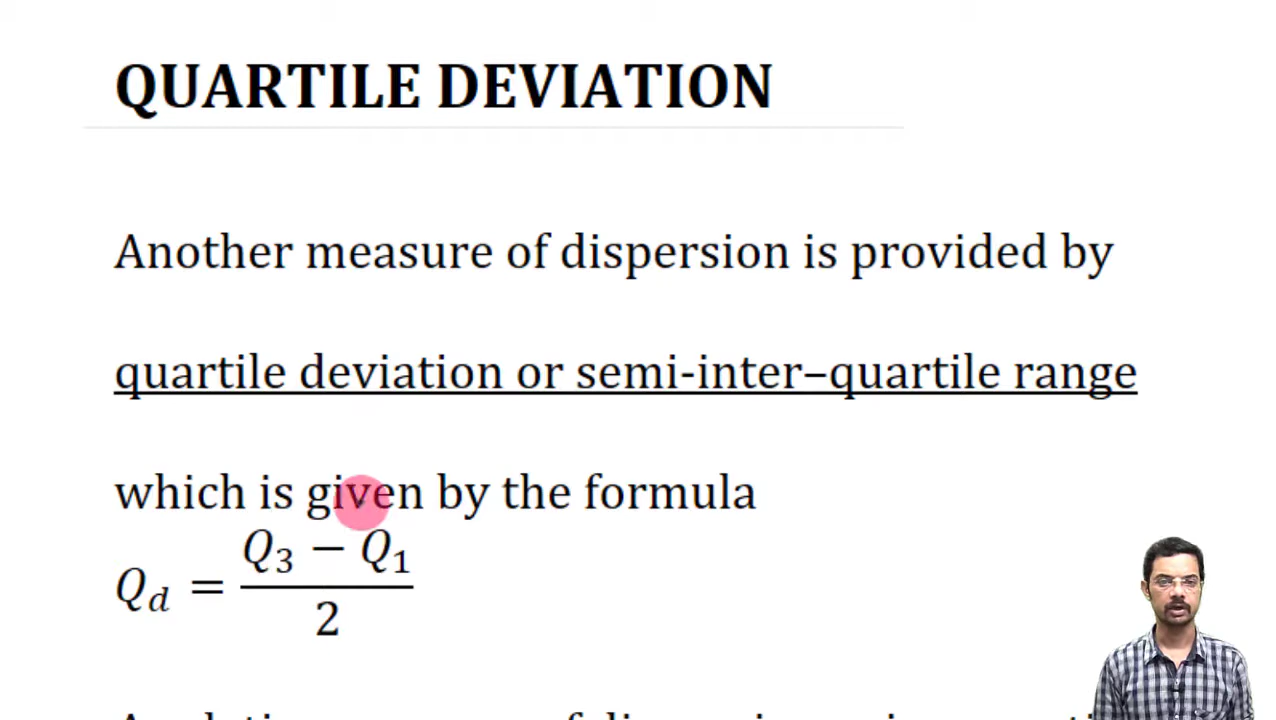 QUARTILE DEVIATION
Another measure of dispersion is provided by
quartile deviation or semi-inter–quartile range
which is given by the formula
Q_d = (Q_3 − Q_1) / 2